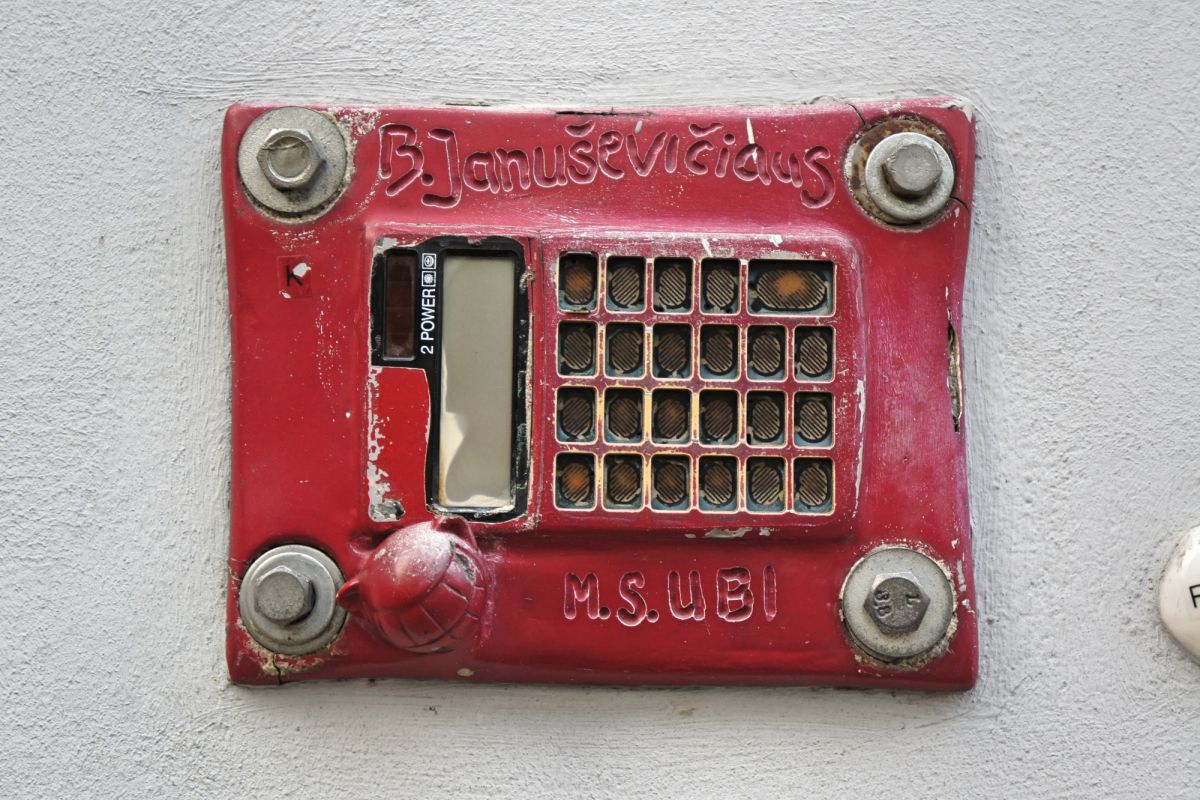 B. Januševičiaus
K
2 POWER
M.S. UBI